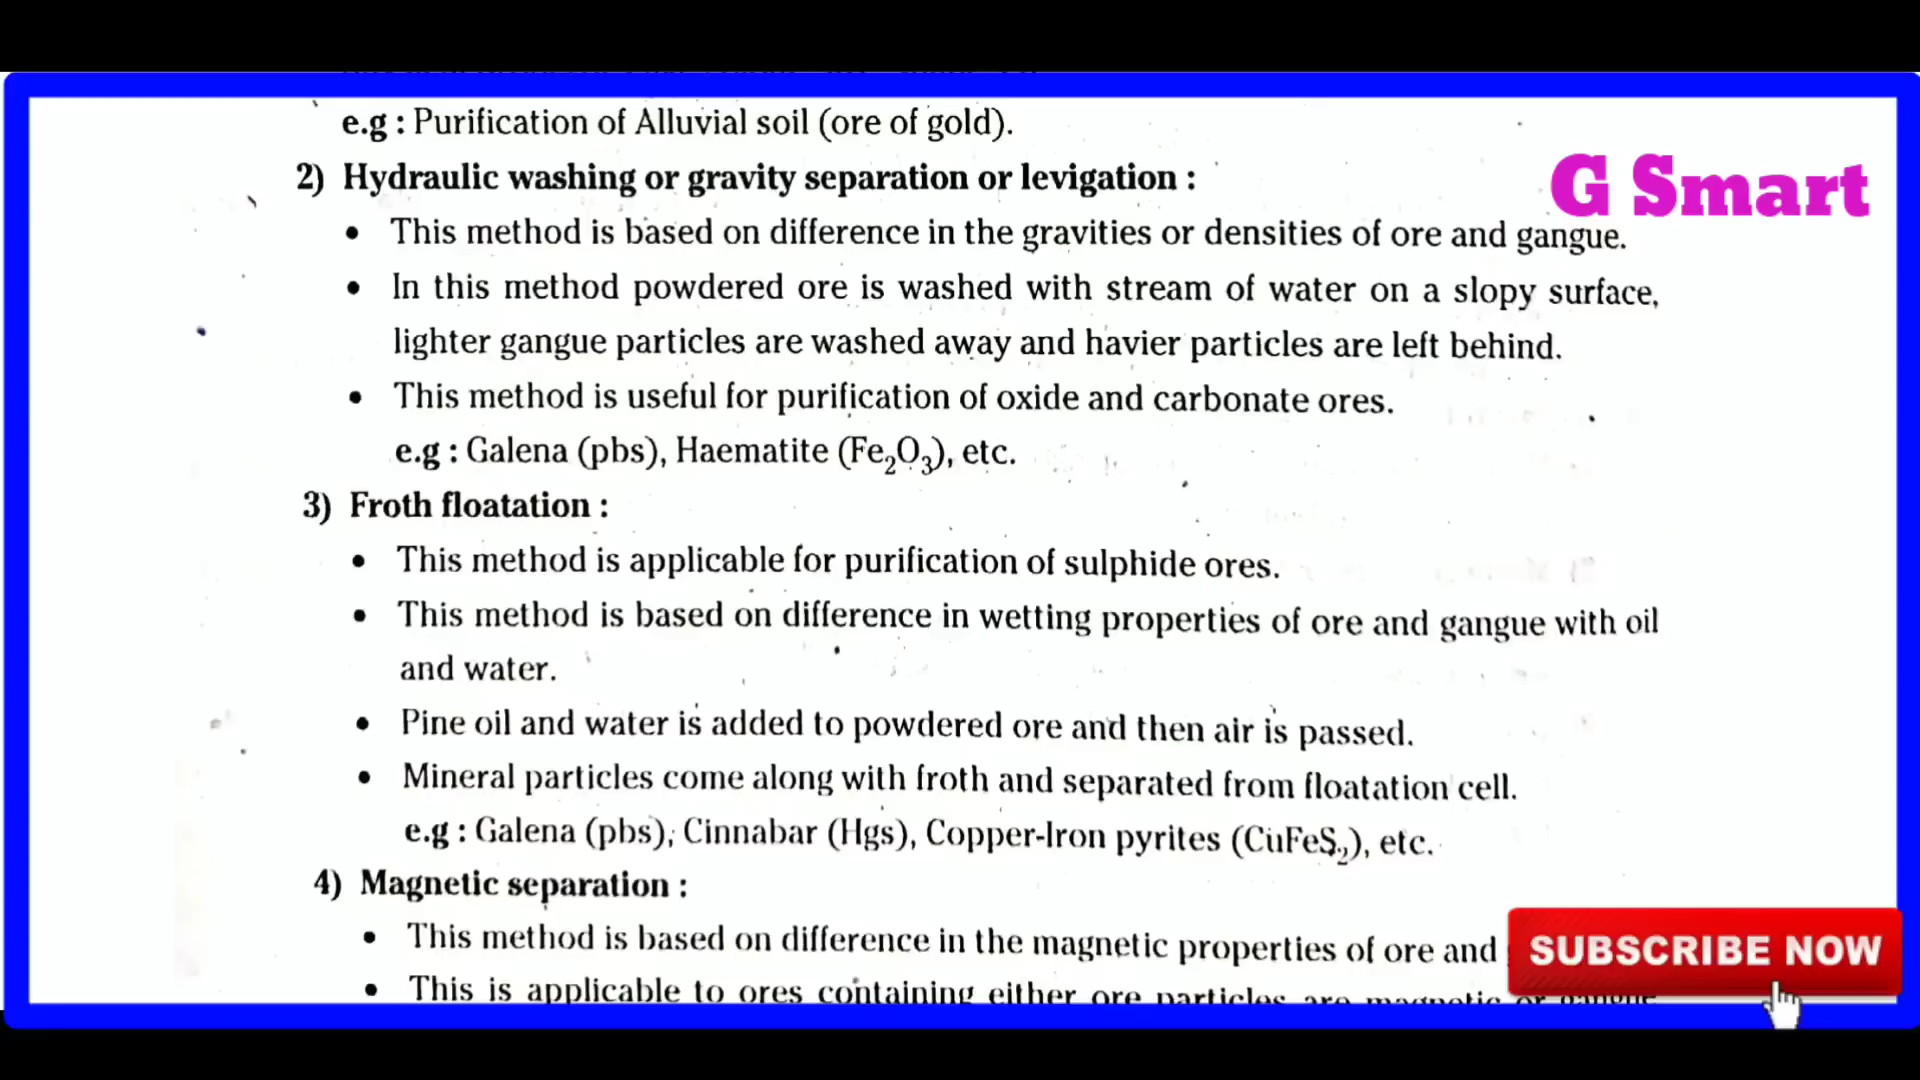 e.g : Purification of Alluvial soil (ore of gold).
2) Hydraulic washing or gravity separation or levigation :
G Smart
• This method is based on difference in the gravities or densities of ore and gangue.
• In this method powdered ore is washed with stream of water on a slopy surface,
lighter gangue particles are washed away and havier particles are left behind.
• This method is useful for purification of oxide and carbonate ores.
e.g : Galena (pbs), Haematite (Fe₂O₃), etc.
3) Froth floatation :
• This method is applicable for purification of sulphide ores.
• This method is based on difference in wetting properties of ore and gangue with oil
and water.
• Pine oil and water is added to powdered ore and then air is passed.
• Mineral particles come along with froth and separated from floatation cell.
e.g : Galena (pbs), Cinnabar (Hgs), Copper-Iron pyrites (CuFeS₂), etc.
4) Magnetic separation :
• This method is based on difference in the magnetic properties of ore and
SUBSCRIBE NOW
• This is applicable to ores containing either ore particles are magnetic or gangue